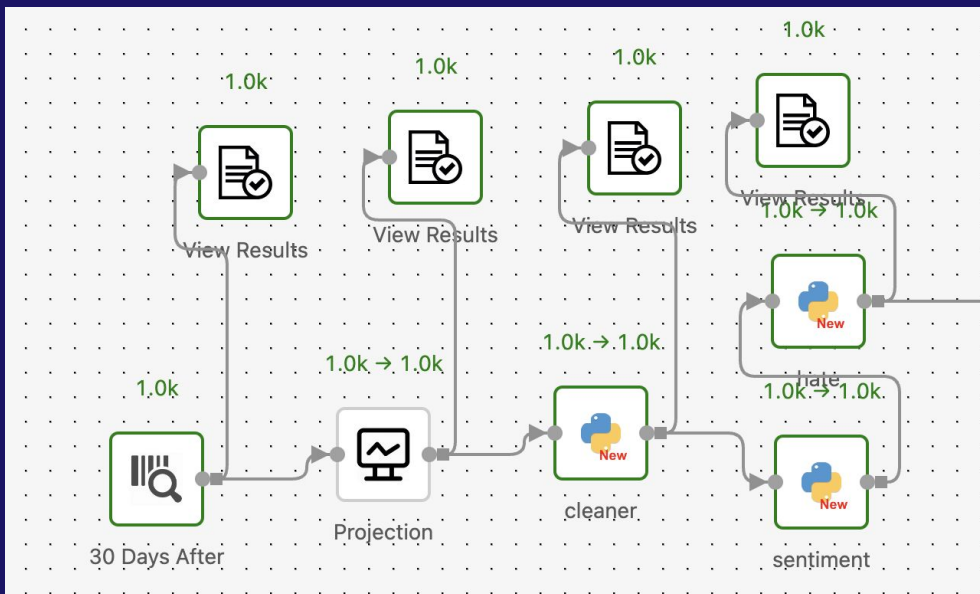 1.0k
1.0k
1.0k
1.0k
View Results
View Results
View Results
View Results
1.0k → 1.0k
New
hate
1.0k → 1.0k
1.0k → 1.0k
1.0k → 1.0k
1.0k
New
New
30 Days After
Projection
cleaner
sentiment